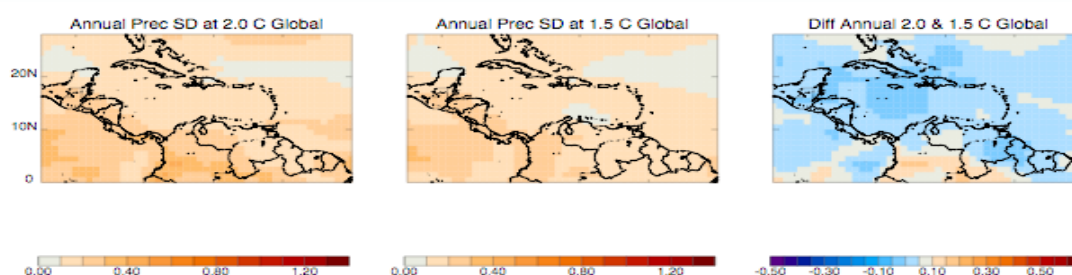 Annual Prec SD at 2.0 C Global
Annual Prec SD at 1.5 C Global
Diff Annual 2.0 & 1.5 C Global
20N
10N
0
0.00 0.40 0.80 1.20
0.00 0.40 0.80 1.20
-0.50 -0.30 -0.10 0.10 0.30 0.50